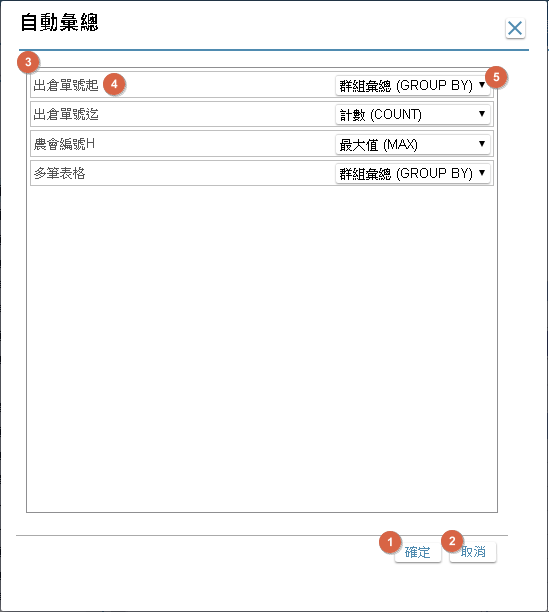 自動彙總
3
出倉單號起 4 群組彙總 (GROUP BY) 5
出倉單號迄 計數 (COUNT)
農會編號H 最大值 (MAX)
多筆表格 群組彙總 (GROUP BY)
1 確定 2 取消